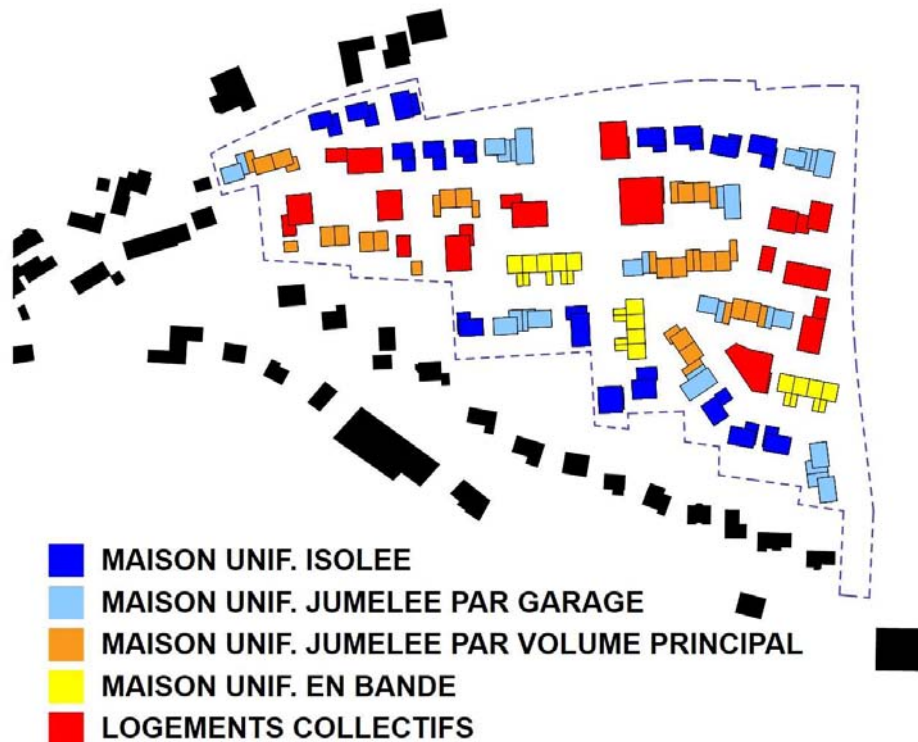 MAISON UNIF. ISOLEE
MAISON UNIF. JUMELEE PAR GARAGE
MAISON UNIF. JUMELEE PAR VOLUME PRINCIPAL
MAISON UNIF. EN BANDE
LOGEMENTS COLLECTIFS